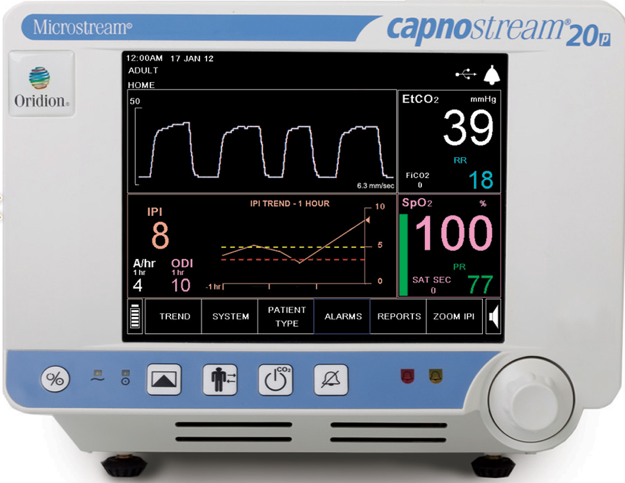 Microstream®
capnostream®20p
Oridion®
12:00AM 17 JAN 12
ADULT
HOME
50
6.3 mm/sec
EtCO2 mmHg
39
RR
FiCO2
0
18
IPI TREND - 1 HOUR
IPI
8
A/hr ODI
1 hr 1 hr
4 10
10
5
0
-1 hr
SpO2 %
100
PR
SAT SEC
0
77
TREND
SYSTEM
PATIENT
TYPE
ALARMS
REPORTS
ZOOM IPI
%
CO2